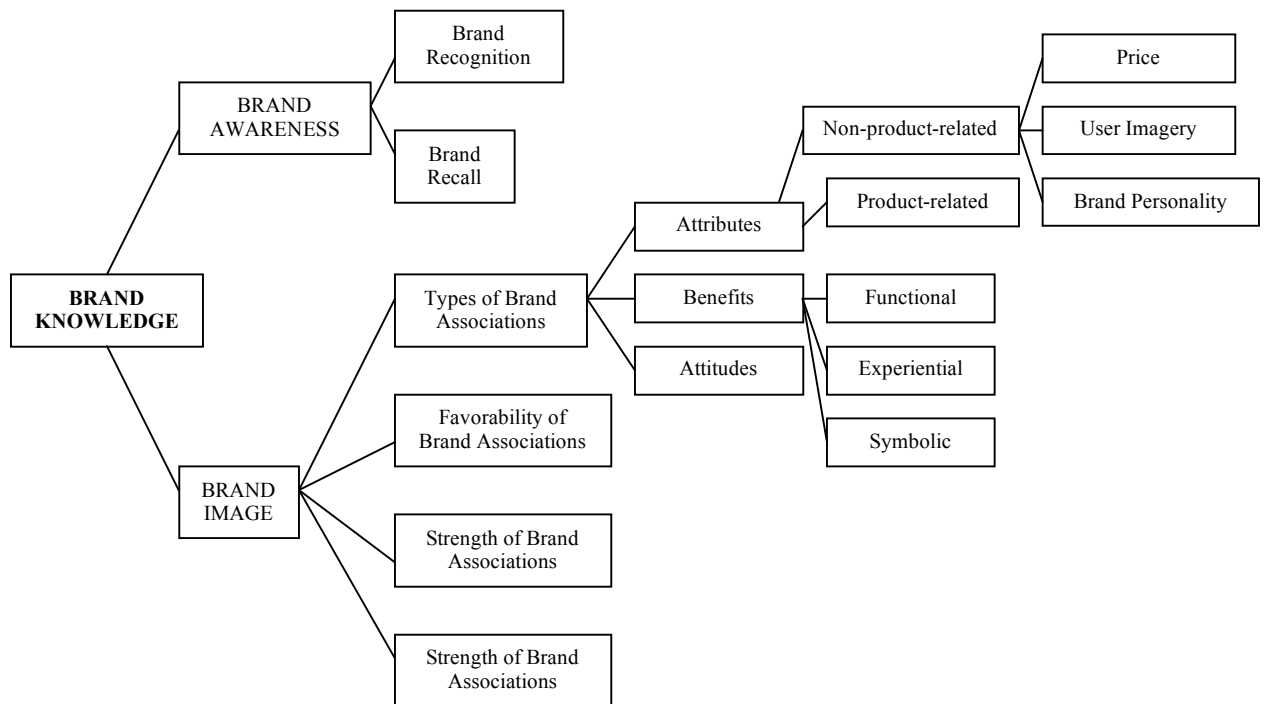 Brand
Recognition
Price
BRAND
AWARENESS
Non-product-related
User Imagery
Brand
Recall
Product-related
Brand Personality
Attributes
BRAND
KNOWLEDGE
Types of Brand
Associations
Benefits
Functional
Attitudes
Experiential
Favorability of
Brand Associations
Symbolic
BRAND
IMAGE
Strength of Brand
Associations
Strength of Brand
Associations